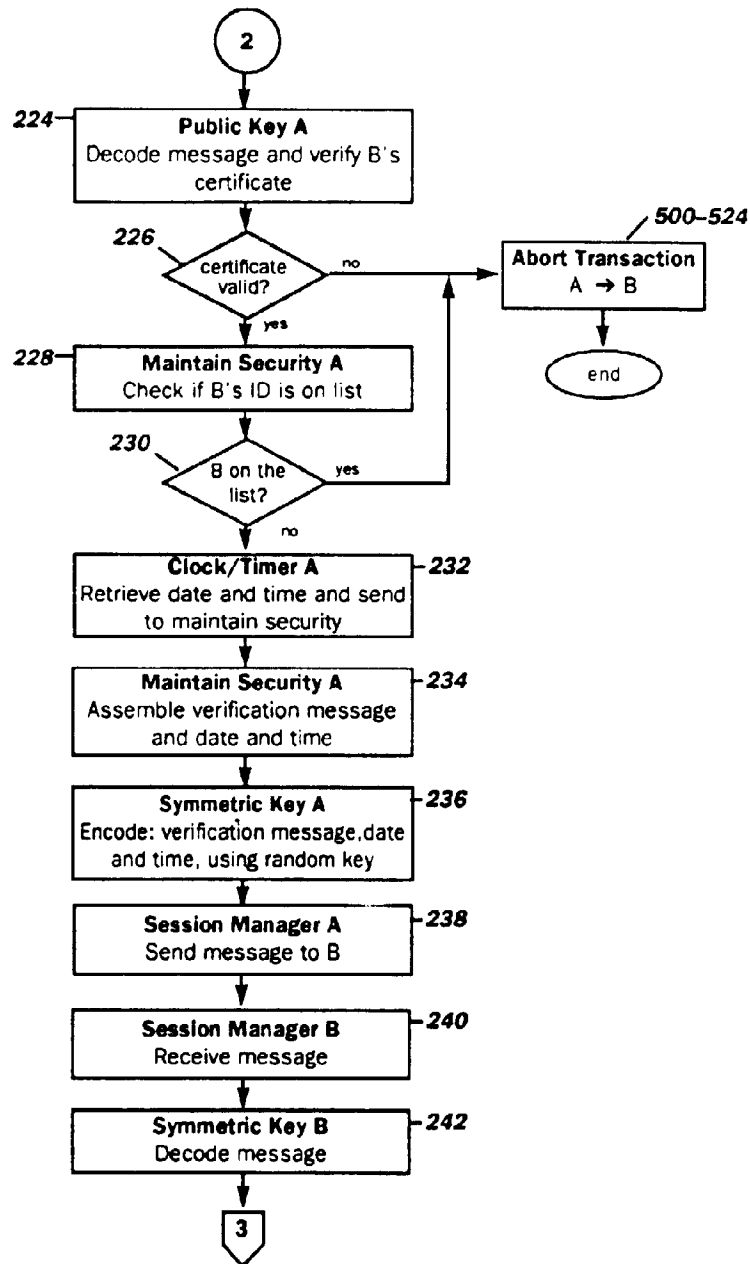 2
224
Public Key A
Decode message and verify B's
certificate
226
certificate
valid?
no
yes
500-524
Abort Transaction
A → B
end
228
Maintain Security A
Check if B's ID is on list
230
B on the
list?
yes
no
Clock/Timer A
232
Retrieve date and time and send
to maintain security
Maintain Security A
234
Assemble verification message
and date and time
Symmetric Key A
236
Encode: verification message,date
and time, using random key
Session Manager A
238
Send message to B
Session Manager B
240
Receive message
Symmetric Key B
242
Decode message
3